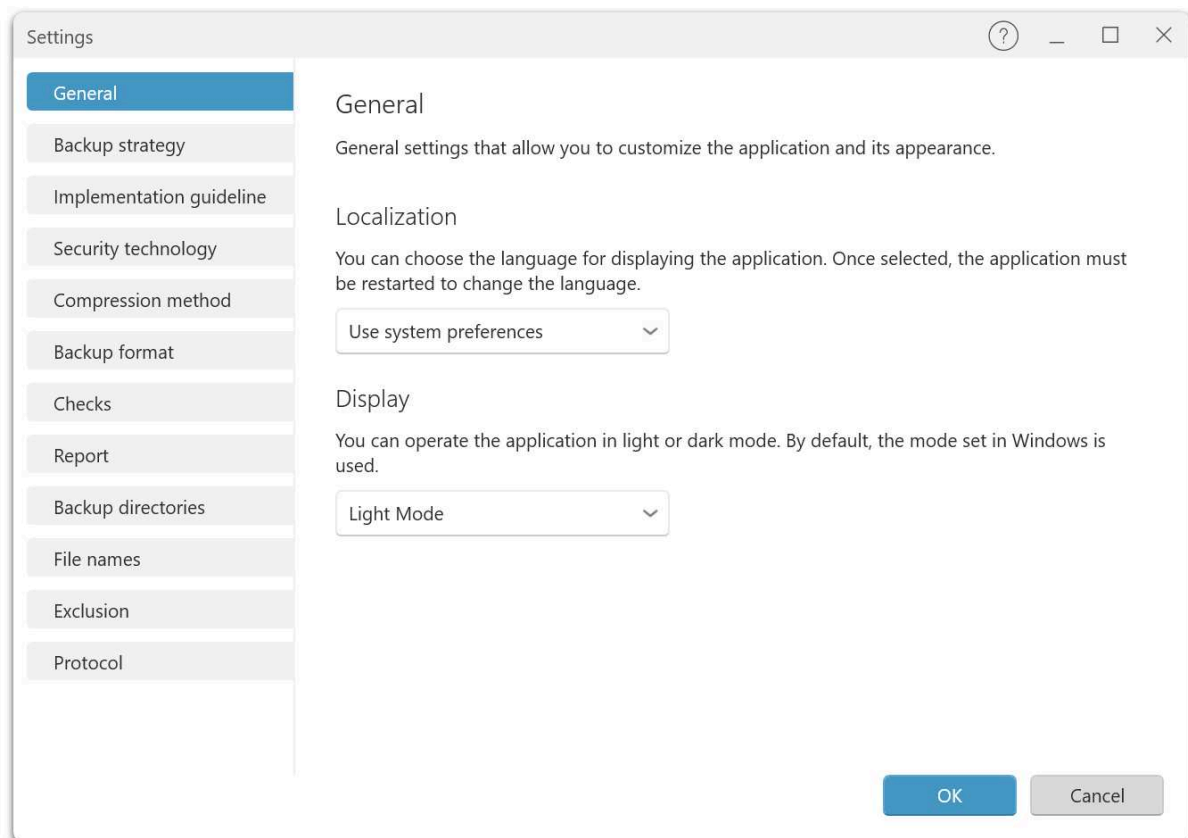 Settings
?
General
Backup strategy
Implementation guideline
Security technology
Compression method
Backup format
Checks
Report
Backup directories
File names
Exclusion
Protocol
General
General settings that allow you to customize the application and its appearance.
Localization
You can choose the language for displaying the application. Once selected, the application must
be restarted to change the language.
Use system preferences
Display
You can operate the application in light or dark mode. By default, the mode set in Windows is
used.
Light Mode
OK
Cancel